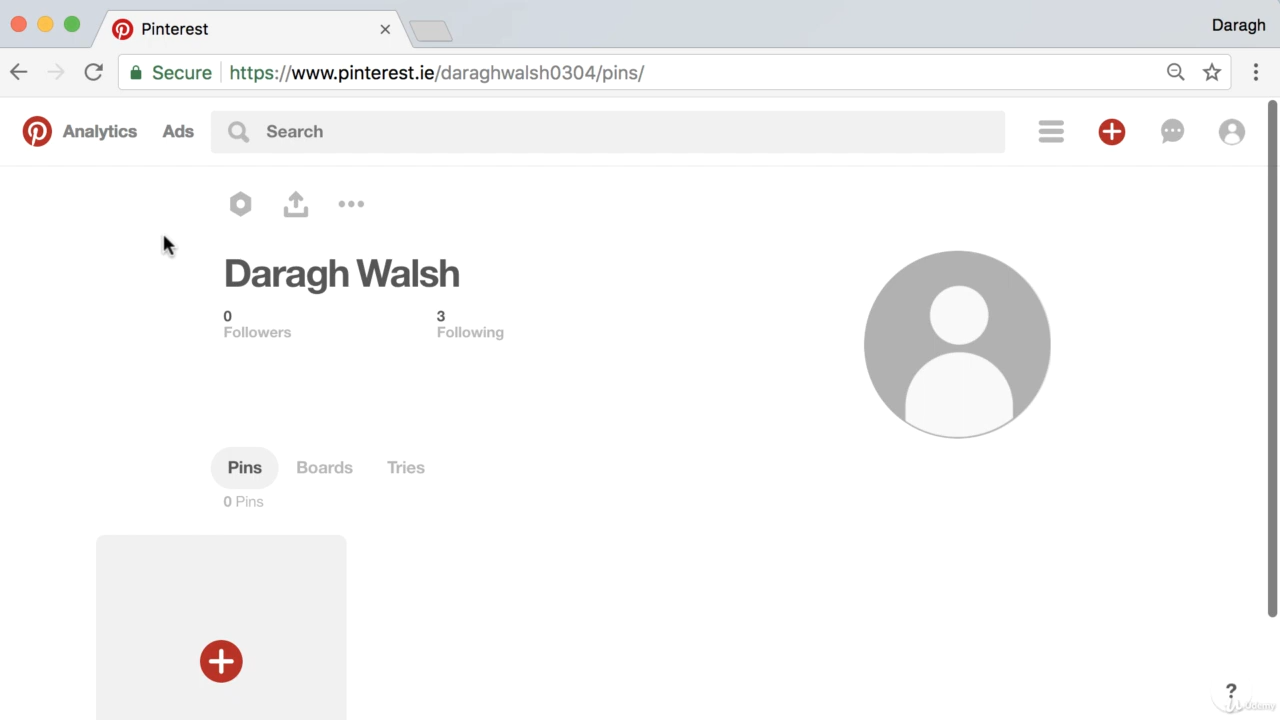 Pinterest
Daragh
Secure
https://www.pinterest.ie/daraghwalsh0304/pins/
Analytics
Ads
Search
Daragh Walsh
0
3
Followers
Following
Pins
Boards
Tries
0 Pins
?
Udemy